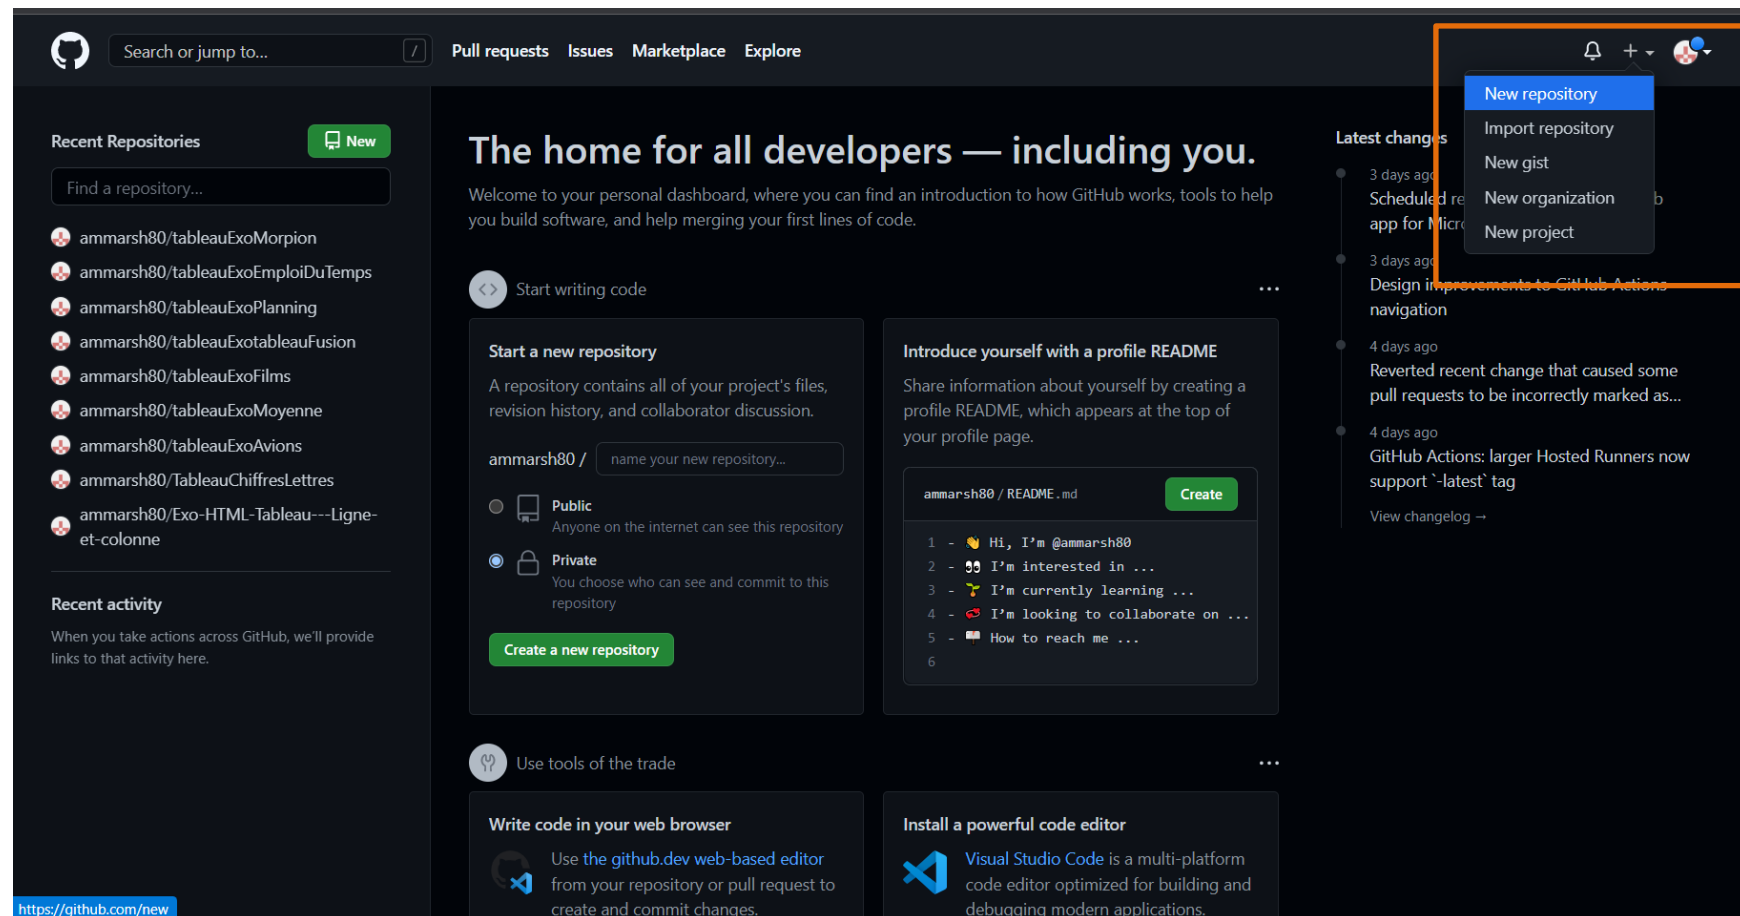 Search or jump to...
/
Pull requests
Issues
Marketplace
Explore
New repository
Import repository
New gist
New organization
New project
Recent Repositories
New
Find a repository...
ammarsh80/tableauExoMorpion
ammarsh80/tableauExoEmploiDuTemps
ammarsh80/tableauExoPlanning
ammarsh80/tableauExotableauFusion
ammarsh80/tableauExoFilms
ammarsh80/tableauExoMoyenne
ammarsh80/tableauExoAvions
ammarsh80/TableauChiffresLettres
ammarsh80/Exo-HTML-Tableau---Ligne-
et-colonne
Recent activity
When you take actions across GitHub, we'll provide
links to that activity here.
The home for all developers — including you.
Welcome to your personal dashboard, where you can find an introduction to how GitHub works, tools to help
you build software, and help merging your first lines of code.
Start writing code
Start a new repository
A repository contains all of your project's files,
revision history, and collaborator discussion.
ammarsh80 /
name your new repository...
Public
Anyone on the internet can see this repository
Private
You choose who can see and commit to this
repository
Create a new repository
Introduce yourself with a profile README
Share information about yourself by creating a
profile README, which appears at the top of
your profile page.
ammarsh80 / README.md
Create
1 - 👋 Hi, I'm @ammarsh80
2 - 👀 I'm interested in ...
3 - 🌱 I'm currently learning ...
4 - 💞️ I'm looking to collaborate on ...
5 - 📫 How to reach me ...
6
Use tools of the trade
Write code in your web browser
Use the github.dev web-based editor
from your repository or pull request to
create and commit changes.
Install a powerful code editor
Visual Studio Code is a multi-platform
code editor optimized for building and
debugging modern applications.
Latest changes
3 days ago
Scheduled re
b
app for Micr
3 days ago
Design improvements to GitHub Actions
navigation
4 days ago
Reverted recent change that caused some
pull requests to be incorrectly marked as...
4 days ago
GitHub Actions: larger Hosted Runners now
support `-latest` tag
View changelog →
https://github.com/new